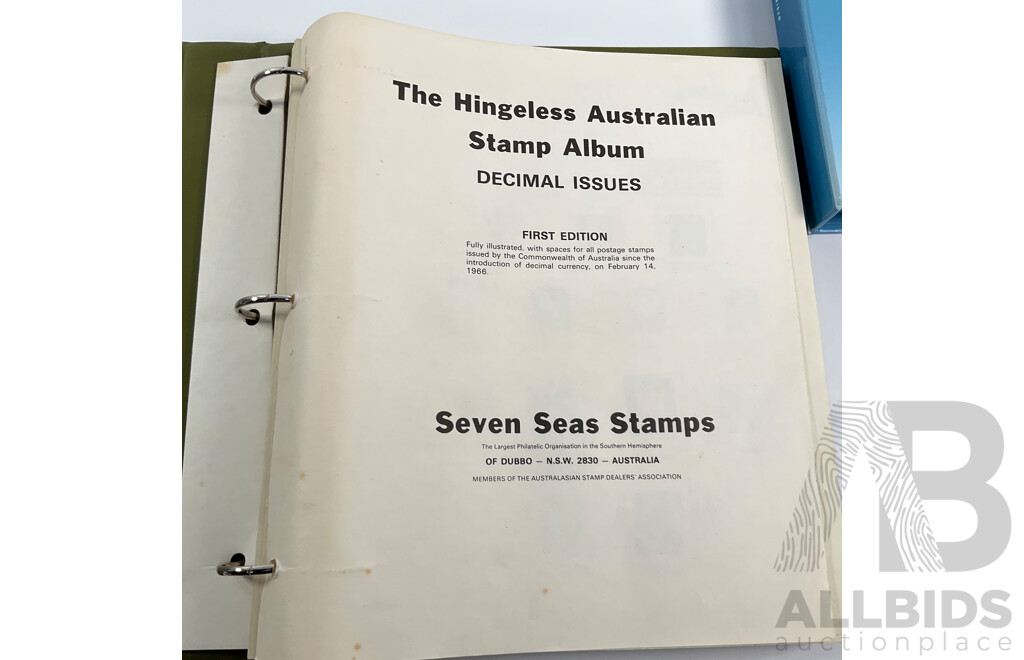 The Hingeless Australian
Stamp Album
DECIMAL ISSUES
FIRST EDITION
Fully illustrated, with spaces for all postage stamps
issued by the Commonwealth of Australia since the
introduction of decimal currency, on February 14,
1966.
Seven Seas Stamps
The Largest Philatelic Organisation in the Southern Hemisphere
OF DUBBO — N.S.W. 2830 — AUSTRALIA
MEMBERS OF THE AUSTRALASIAN STAMP DEALERS' ASSOCIATION
AB
ALLBIDS
auctionplace